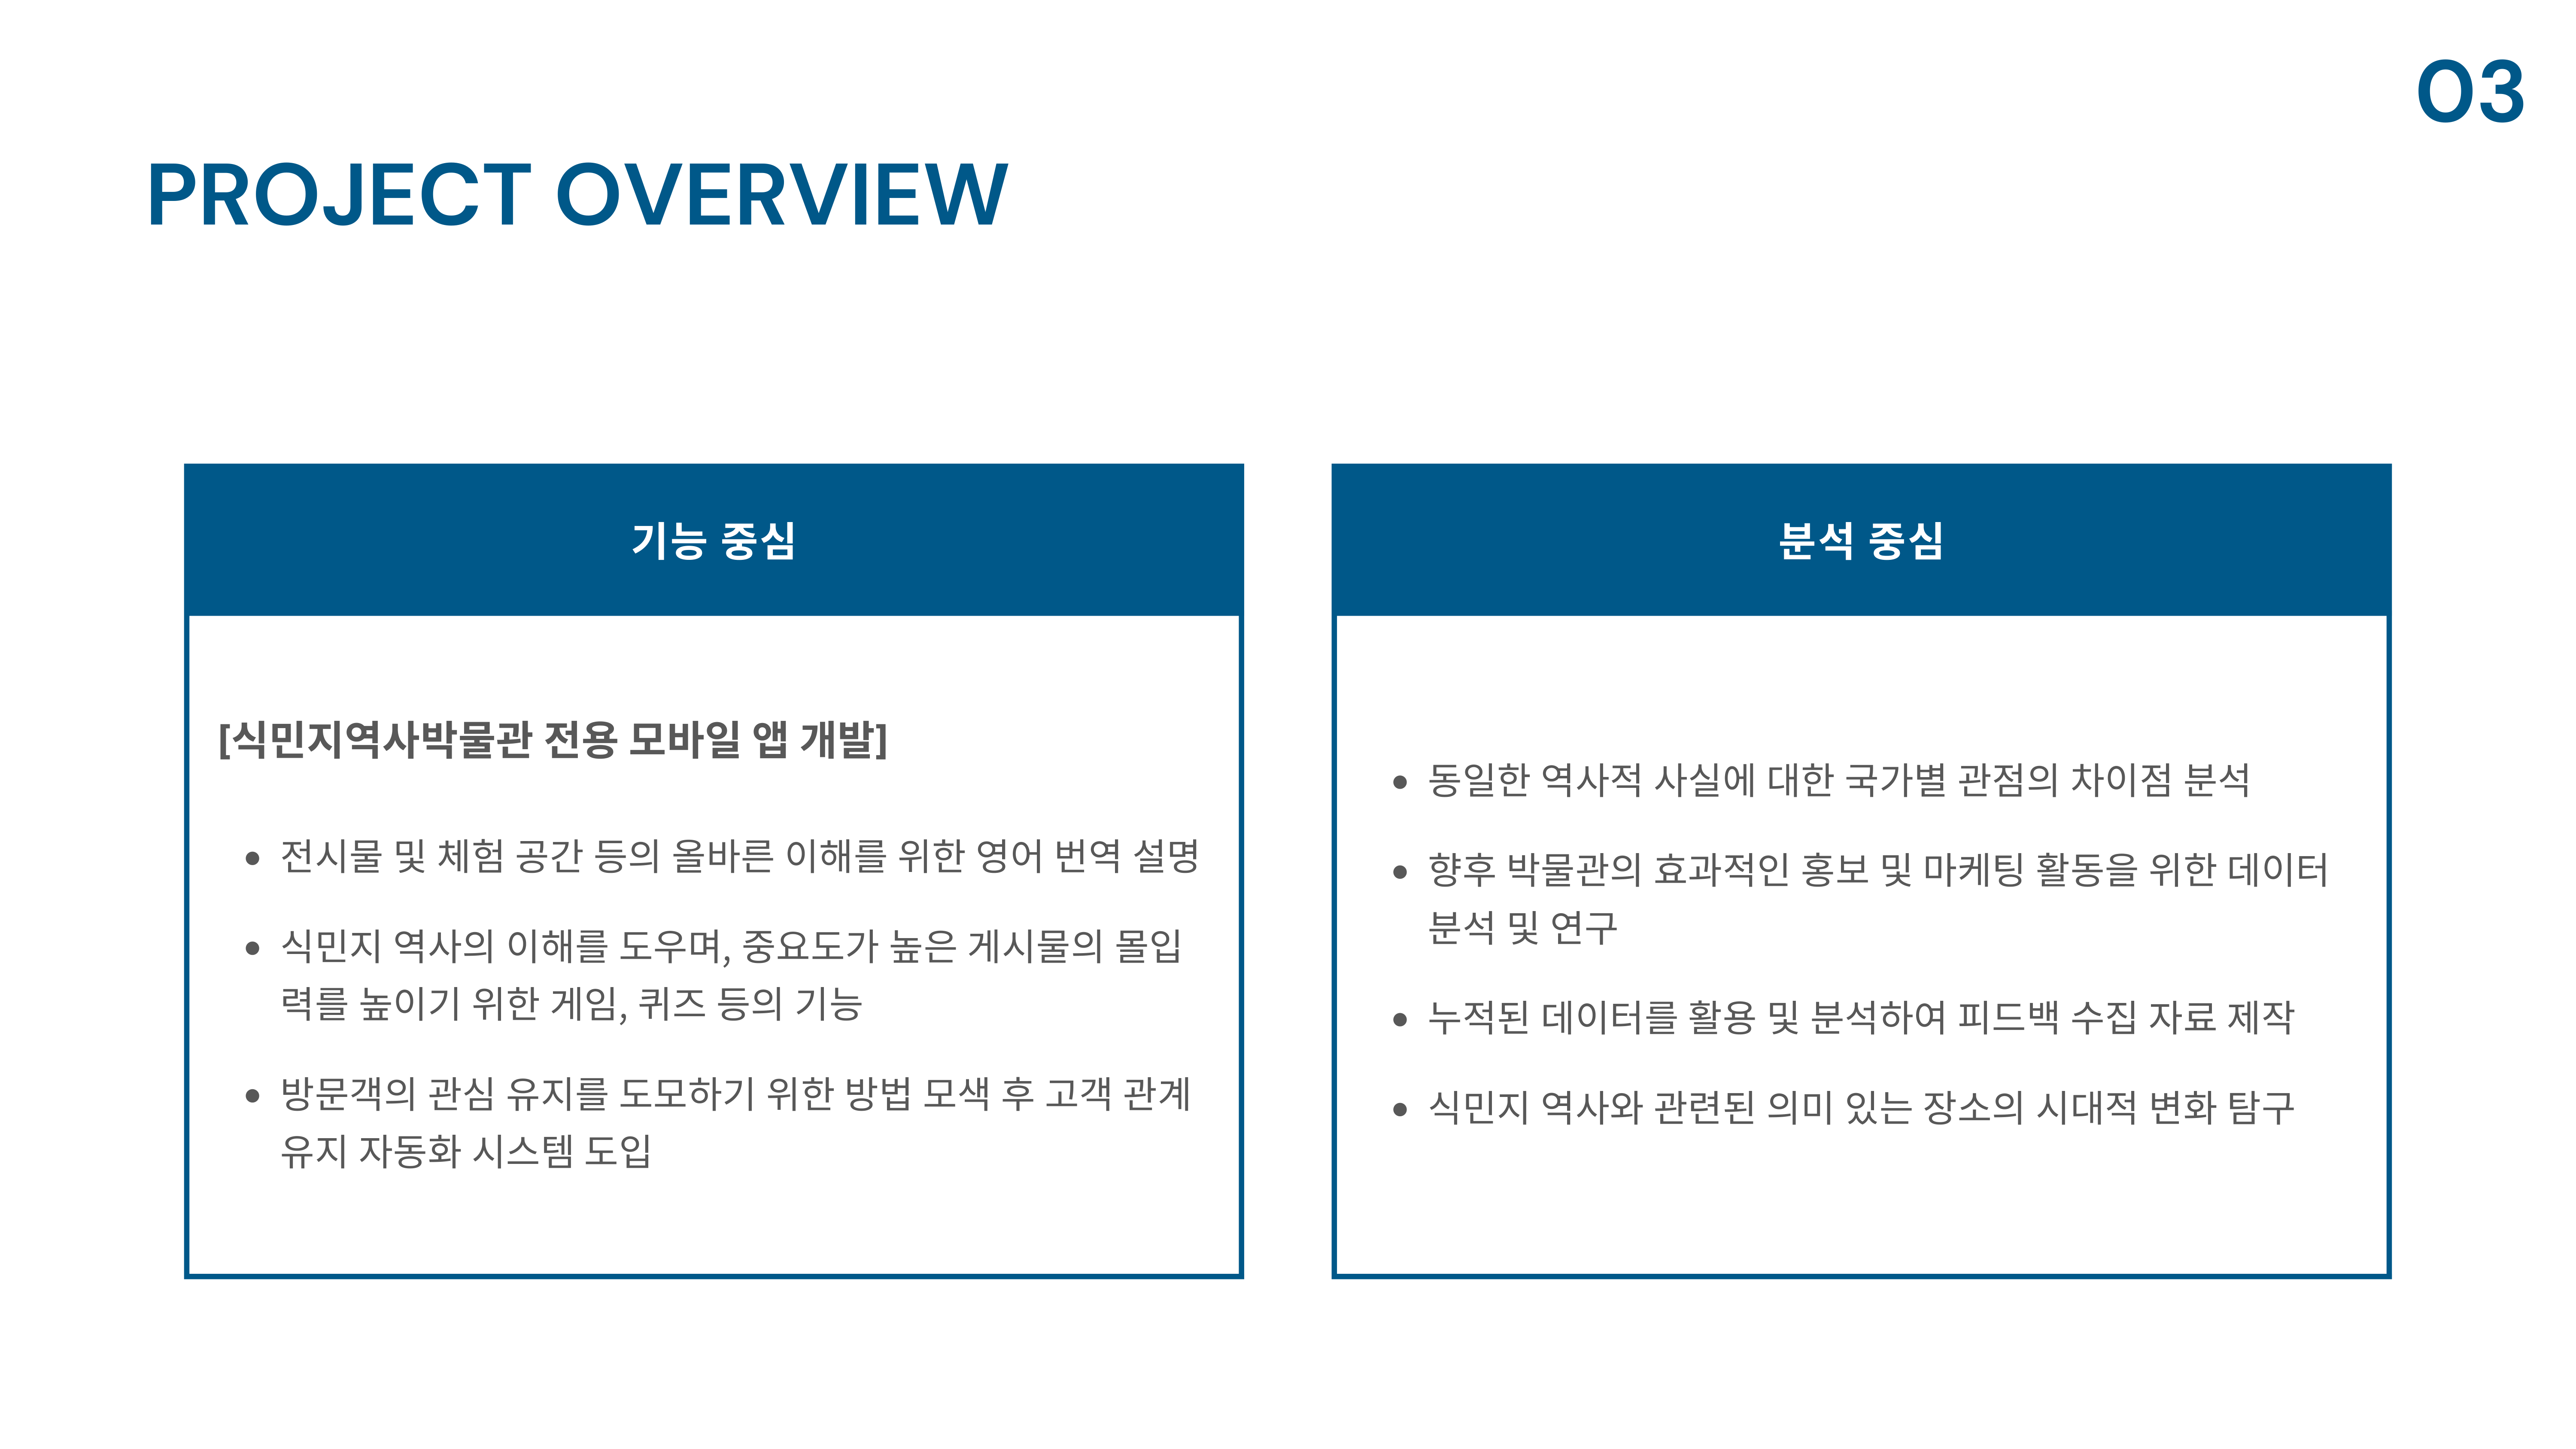 03
PROJECT OVERVIEW
기능 중심
[식민지역사박물관 전용 모바일 앱 개발]
• 전시물 및 체험 공간 등의 올바른 이해를 위한 영어 번역 설명
• 식민지 역사의 이해를 도우며, 중요도가 높은 게시물의 몰입
력를 높이기 위한 게임, 퀴즈 등의 기능
• 방문객의 관심 유지를 도모하기 위한 방법 모색 후 고객 관계
유지 자동화 시스템 도입
분석 중심
• 동일한 역사적 사실에 대한 국가별 관점의 차이점 분석
• 향후 박물관의 효과적인 홍보 및 마케팅 활동을 위한 데이터
분석 및 연구
• 누적된 데이터를 활용 및 분석하여 피드백 수집 자료 제작
• 식민지 역사와 관련된 의미 있는 장소의 시대적 변화 탐구